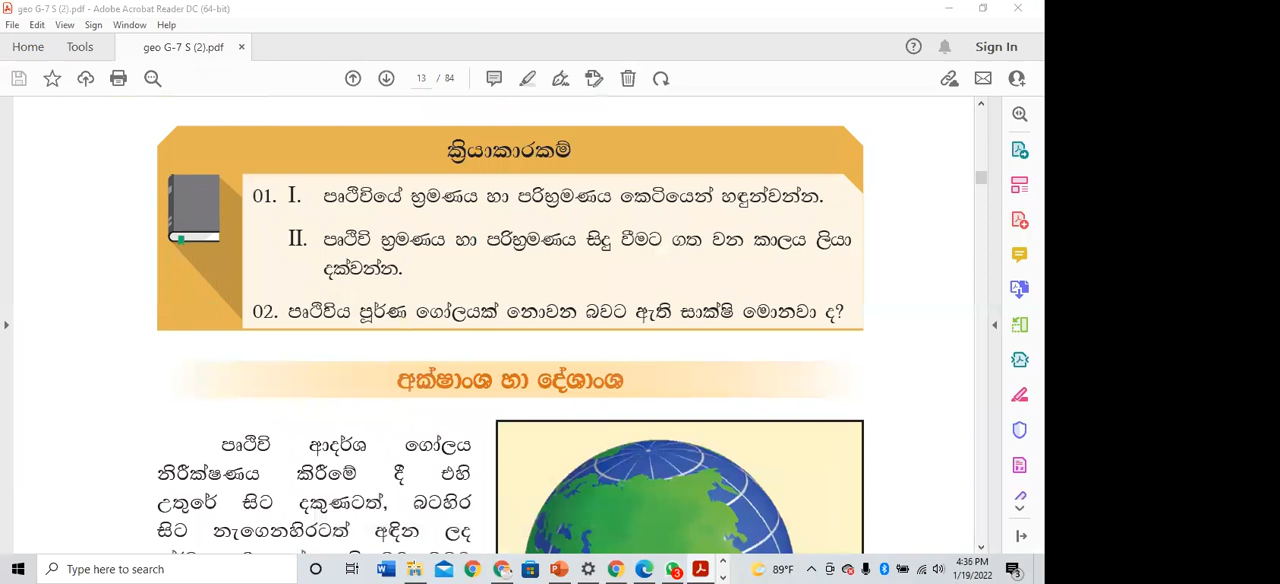 geo G-7 S (2).pdf - Adobe Acrobat Reader DC (64-bit)
File Edit View Sign Window Help
Home Tools geo G-7 S (2).pdf × Sign In
13 / 84
ක්‍රියාකාරකම්
01. I. පෘථිවියේ භ්‍රමණය හා පරිභ්‍රමණය කෙටියෙන් හඳුන්වන්න.
II. පෘථිවි භ්‍රමණය හා පරිභ්‍රමණය සිදු වීමට ගත වන කාලය ලියා
දක්වන්න.
02. පෘථිවිය පූර්ණ ගෝලයක් නොවන බවට ඇති සාක්ෂි මොනවා ද?
අක්ෂාංශ හා දේශාංශ
පෘථිවි ආදර්ශ ගෝලය
නිරීක්ෂණය කිරීමේ දී එහි
උතුරේ සිට දකුණටත්, බටහිර
සිට නැගෙනහිරටත් අඳින ලද
Type here to search
89°F
4:36 PM
1/19/2022